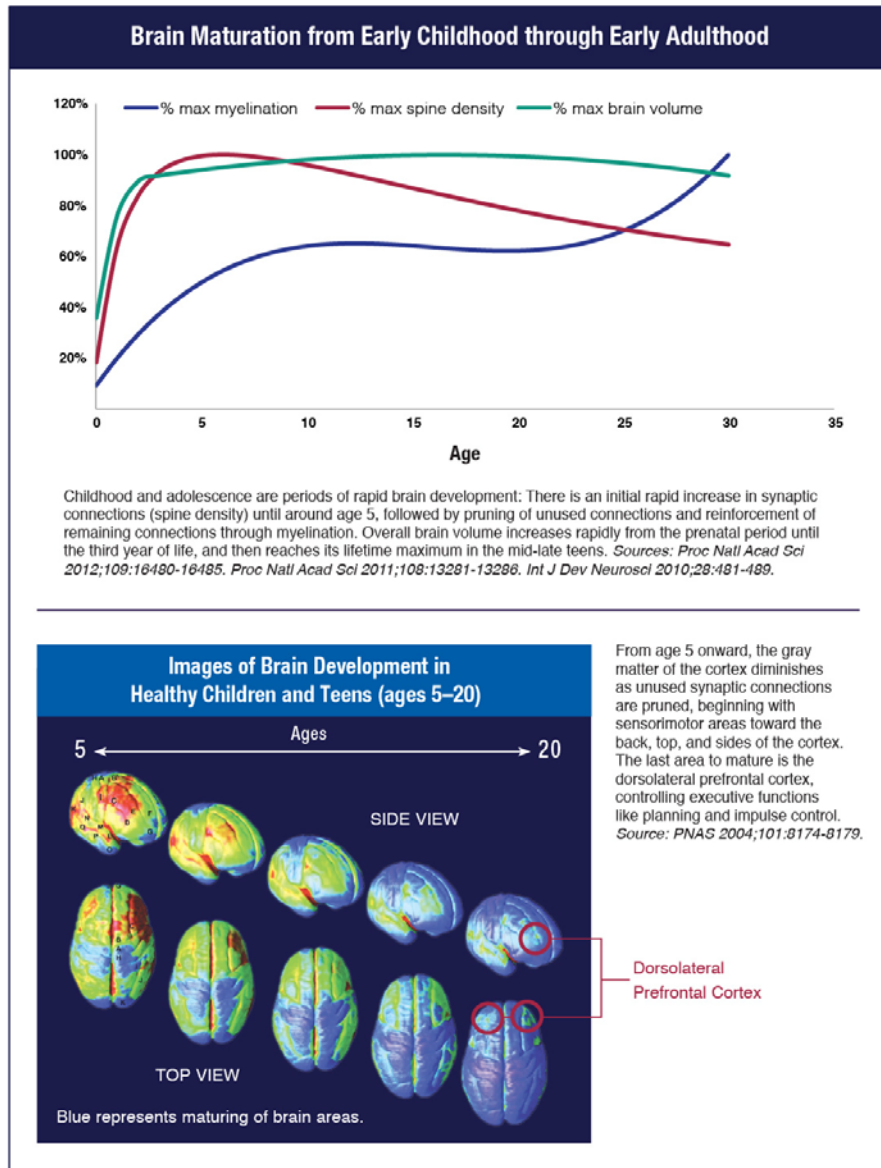 Brain Maturation from Early Childhood through Early Adulthood
% max myelination % max spine density % max brain volume
120%
100%
80%
60%
40%
20%
0 5 10 15 20 25 30 35
Age
Childhood and adolescence are periods of rapid brain development: There is an initial rapid increase in synaptic
connections (spine density) until around age 5, followed by pruning of unused connections and reinforcement of
remaining connections through myelination. Overall brain volume increases rapidly from the prenatal period until
the third year of life, and then reaches its lifetime maximum in the mid-late teens. Sources: Proc Natl Acad Sci
2012;109:16480-16485. Proc Natl Acad Sci 2011;108:13281-13286. Int J Dev Neurosci 2010;28:481-489.
Images of Brain Development in
Healthy Children and Teens (ages 5–20)
Ages
5 20
SIDE VIEW
TOP VIEW
Blue represents maturing of brain areas.
From age 5 onward, the gray
matter of the cortex diminishes
as unused synaptic connections
are pruned, beginning with
sensorimotor areas toward the
back, top, and sides of the cortex.
The last area to mature is the
dorsolateral prefrontal cortex,
controlling executive functions
like planning and impulse control.
Source: PNAS 2004;101:8174-8179.
Dorsolateral
Prefrontal Cortex